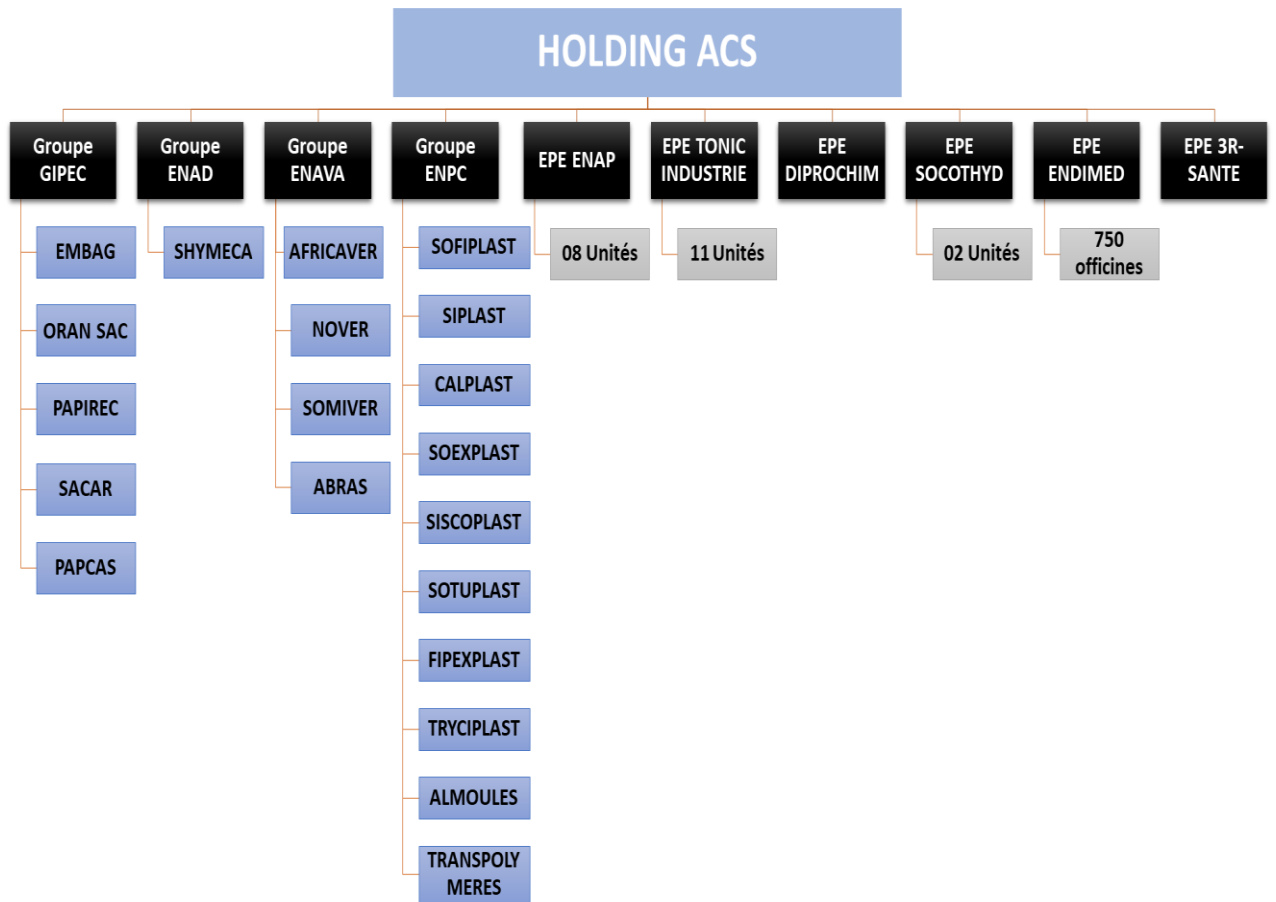 HOLDING ACS
Groupe
GIPEC
Groupe
ENAD
Groupe
ENAVA
Groupe
ENPC
EPE ENAP
EPE TONIC
INDUSTRIE
EPE
DIPROCHIM
EPE
SOCOTHYD
EPE
ENDIMED
EPE 3R-
SANTE
EMBAG
ORAN SAC
PAPIREC
SACAR
PAPCAS
SHYMECA
AFRICAVER
NOVER
SOMIVER
ABRAS
SOFIPLAST
SIPLAST
CALPLAST
SOEXPLAST
SISCOPLAST
SOTUPLAST
FIPEXPLAST
TRYCIPLAST
ALMOULES
TRANSPOLY
MERES
08 Unités
11 Unités
02 Unités
750
officines